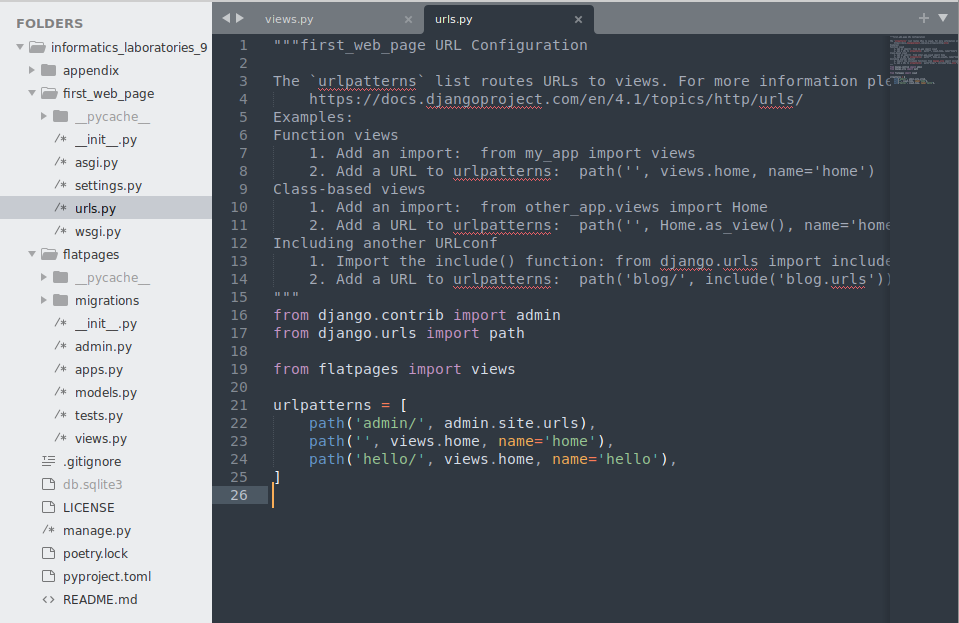 FOLDERS
informatics_laboratories_9
appendix
first_web_page
__pycache__
/* __init__.py
/* asgi.py
/* settings.py
/* urls.py
/* wsgi.py
flatpages
__pycache__
migrations
/* __init__.py
/* admin.py
/* apps.py
/* models.py
/* tests.py
/* views.py
.gitignore
db.sqlite3
LICENSE
/* manage.py
poetry.lock
pyproject.toml
<> README.md
views.py × urls.py × +
1 """first_web_page URL Configuration
2
3 The `urlpatterns` list routes URLs to views. For more information ple
4     https://docs.djangoproject.com/en/4.1/topics/http/urls/
5 Examples:
6 Function views
7     1. Add an import:  from my_app import views
8     2. Add a URL to urlpatterns:  path('', views.home, name='home')
9 Class-based views
10     1. Add an import:  from other_app.views import Home
11     2. Add a URL to urlpatterns:  path('', Home.as_view(), name='home
12 Including another URLconf
13     1. Import the include() function: from django.urls import include
14     2. Add a URL to urlpatterns:  path('blog/', include('blog.urls'))
15 """
16 from django.contrib import admin
17 from django.urls import path
18
19 from flatpages import views
20
21 urlpatterns = [
22     path('admin/', admin.site.urls),
23     path('', views.home, name='home'),
24     path('hello/', views.home, name='hello'),
25 ]
26